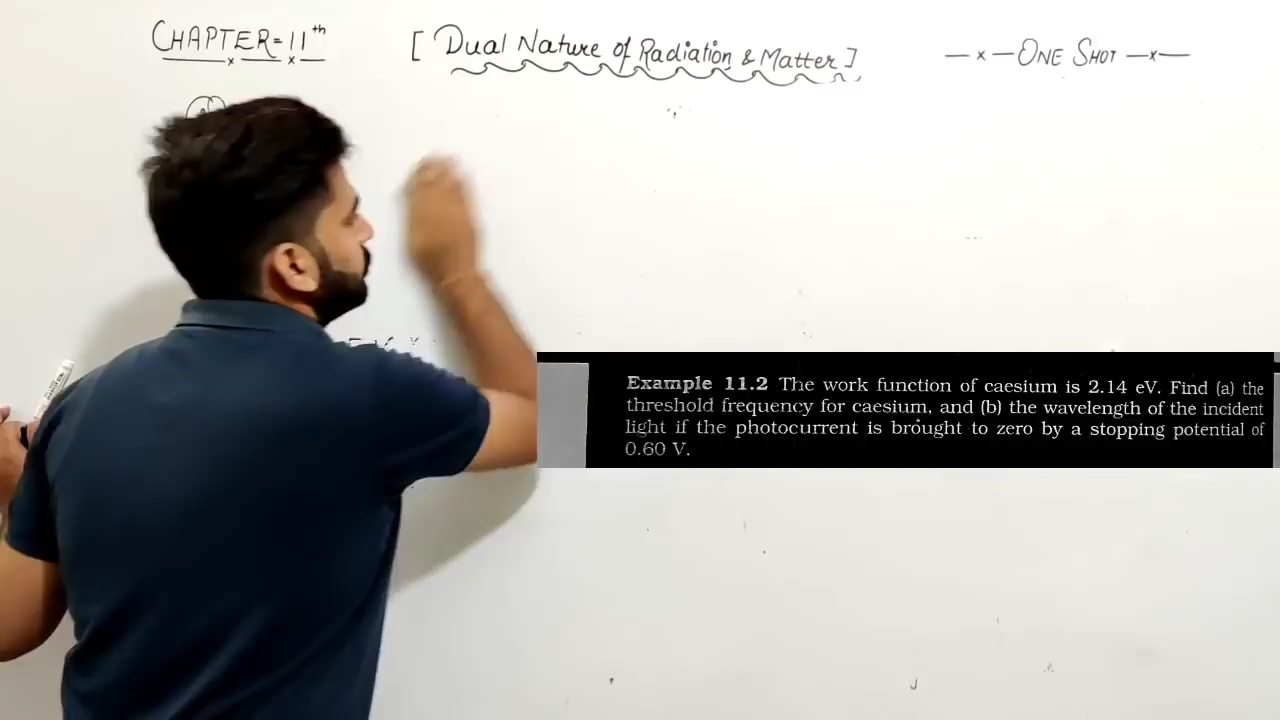 CHAPTER-11th [Dual Nature of Radiation & Matter] —x— ONE SHOT —x—
Example 11.2 The work function of caesium is 2.14 eV. Find (a) the
threshold frequency for caesium, and (b) the wavelength of the incident
light if the photocurrent is brought to zero by a stopping potential of
0.60 V.